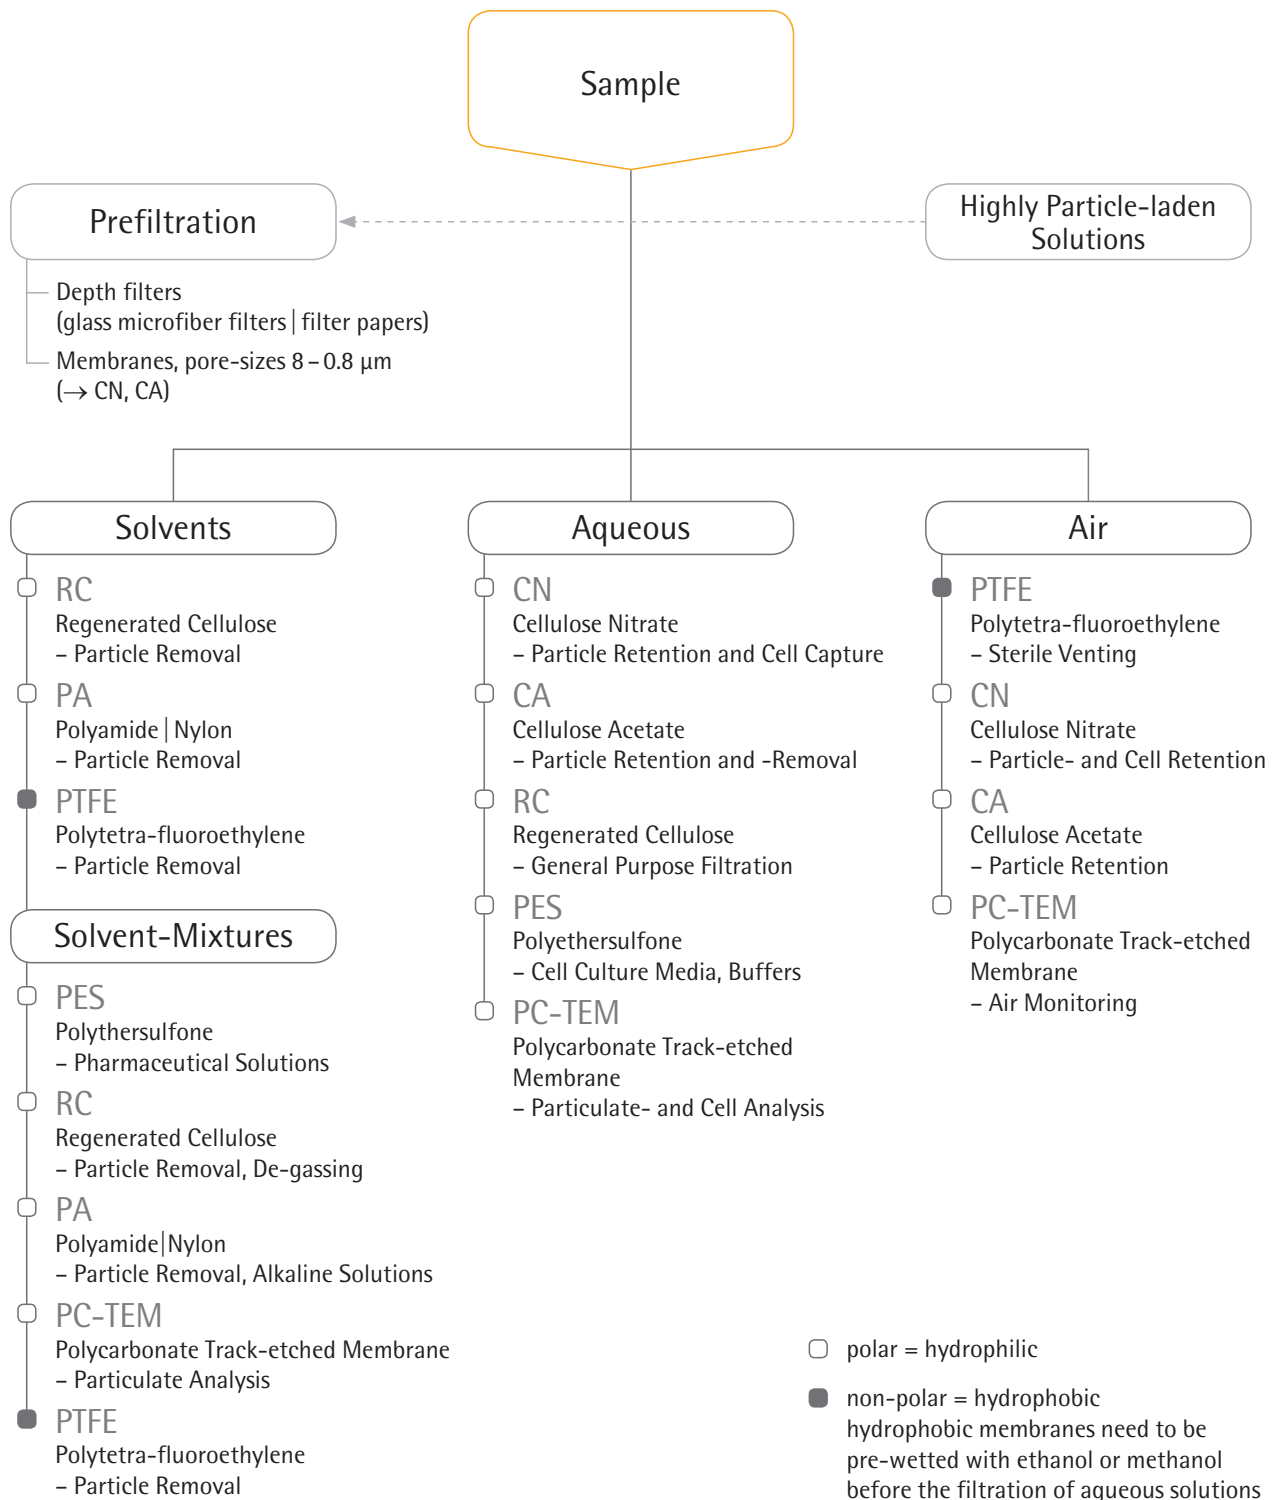 Sample
Prefiltration
Highly Particle-laden
Solutions
Depth filters
(glass microfiber filters | filter papers)
Membranes, pore-sizes 8 – 0.8 µm
(→ CN, CA)
Solvents
RC
Regenerated Cellulose
– Particle Removal
PA
Polyamide | Nylon
– Particle Removal
PTFE
Polytetra-fluoroethylene
– Particle Removal
Solvent-Mixtures
PES
Polythersulfone
– Pharmaceutical Solutions
RC
Regenerated Cellulose
– Particle Removal, De-gassing
PA
Polyamide|Nylon
– Particle Removal, Alkaline Solutions
PC-TEM
Polycarbonate Track-etched Membrane
– Particulate Analysis
PTFE
Polytetra-fluoroethylene
– Particle Removal
Aqueous
CN
Cellulose Nitrate
– Particle Retention and Cell Capture
CA
Cellulose Acetate
– Particle Retention and -Removal
RC
Regenerated Cellulose
– General Purpose Filtration
PES
Polyethersulfone
– Cell Culture Media, Buffers
PC-TEM
Polycarbonate Track-etched
Membrane
– Particulate- and Cell Analysis
Air
PTFE
Polytetra-fluoroethylene
– Sterile Venting
CN
Cellulose Nitrate
– Particle- and Cell Retention
CA
Cellulose Acetate
– Particle Retention
PC-TEM
Polycarbonate Track-etched
Membrane
– Air Monitoring
polar = hydrophilic
non-polar = hydrophobic
hydrophobic membranes need to be
pre-wetted with ethanol or methanol
before the filtration of aqueous solutions